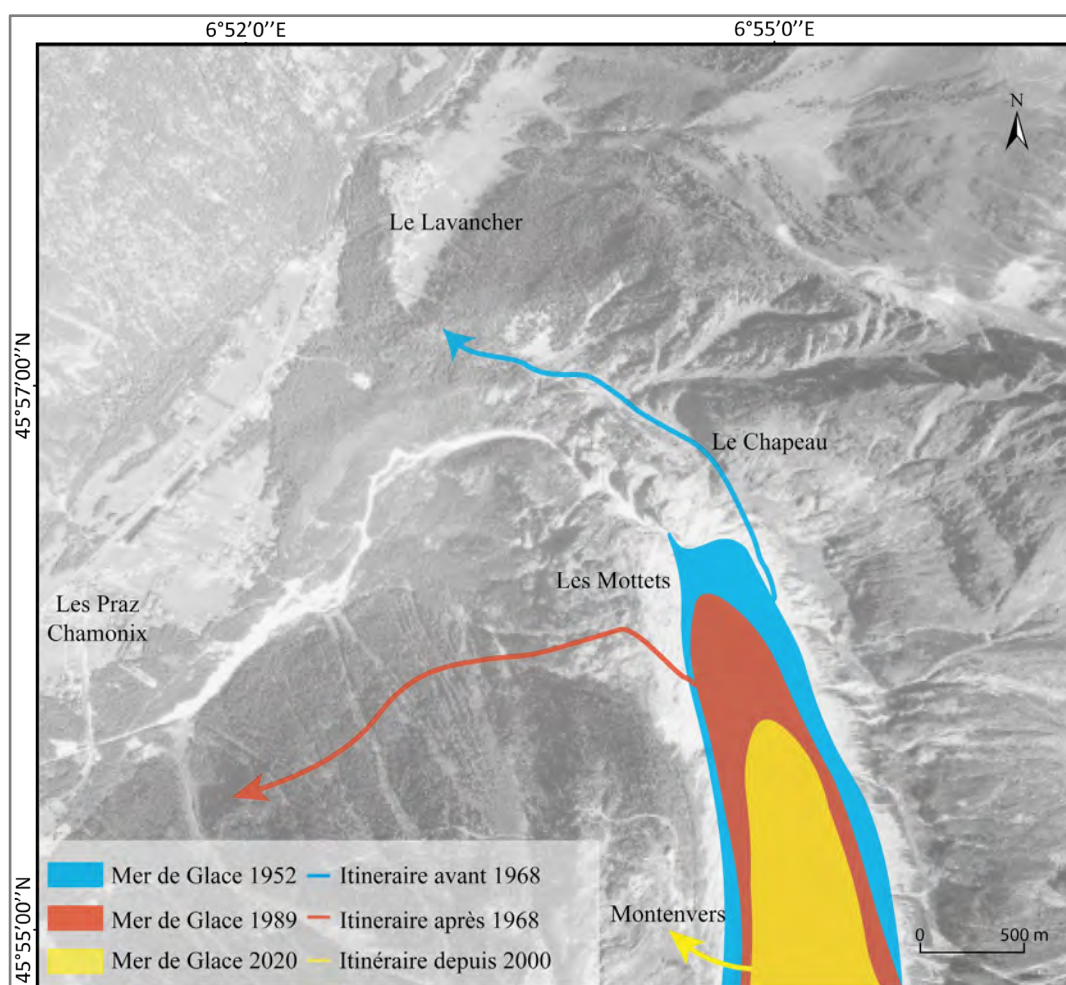 6°52'0''E
6°55'0''E
N
Le Lavancher
45°57'00''N
Le Chapeau
Les Mottets
Les Praz
Chamonix
Mer de Glace 1952
Itineraire avant 1968
Mer de Glace 1989
Itineraire après 1968
Mer de Glace 2020
Itinéraire depuis 2000
Montenvers
45°55'00''N
0
500 m